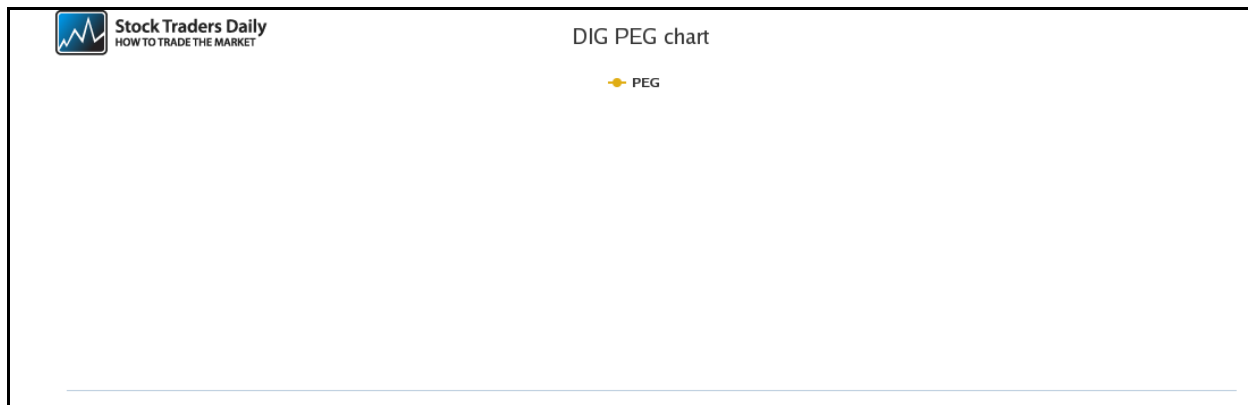 Stock Traders Daily
HOW TO TRADE THE MARKET
DIG PEG chart
PEG